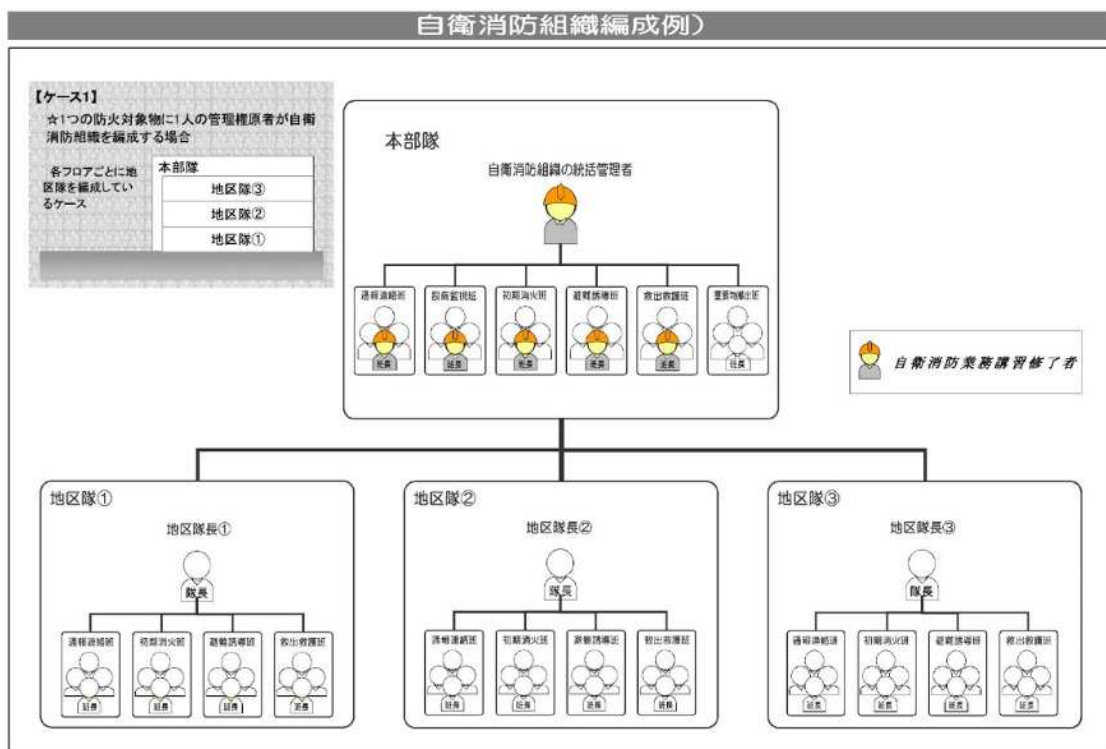 自衛消防組織編成例）
【ケース1】
☆1つの防火対象物に1人の管理権原者が自衛
消防組織を編成する場合
各フロアごとに地
区隊を編成してい
るケース
本部隊
地区隊③
地区隊②
地区隊①
本部隊
自衛消防組織の統括管理者
通報連絡班
設備監視班
初期消火班
避難誘導班
救出救護班
重要物搬出班
班長
班長
班長
班長
班長
班長
自衛消防業務講習修了者
地区隊①
地区隊長①
隊長
通報連絡班
初期消火班
避難誘導班
救出救護班
班長
班長
班長
班長
地区隊②
地区隊長②
隊長
通報連絡班
初期消火班
避難誘導班
救出救護班
班長
班長
班長
班長
地区隊③
地区隊長③
隊長
通報連絡班
初期消火班
避難誘導班
救出救護班
班長
班長
班長
班長